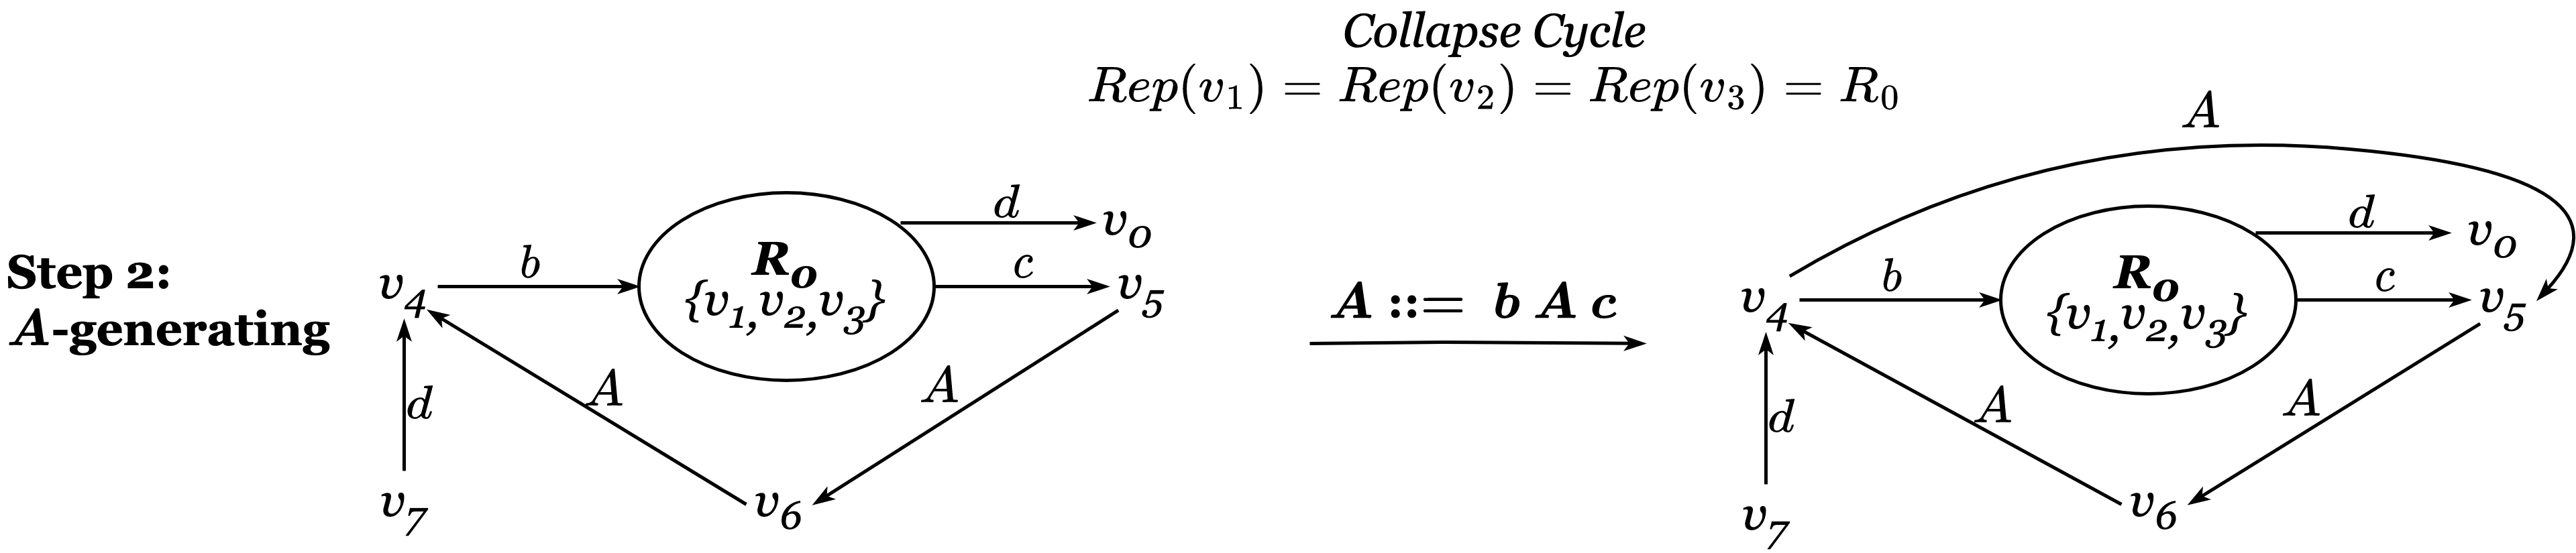 Collapse Cycle
Rep(v₁) = Rep(v₂) = Rep(v₃) = R₀
Step 2:
A-generating
v₄
b
R₀
{v₁,v₂,v₃}
d
v₀
c
v₅
A
A
d
v₇
v₆
A ::= b A c
A
v₄
b
R₀
{v₁,v₂,v₃}
d
v₀
c
v₅
A
A
d
v₇
v₆